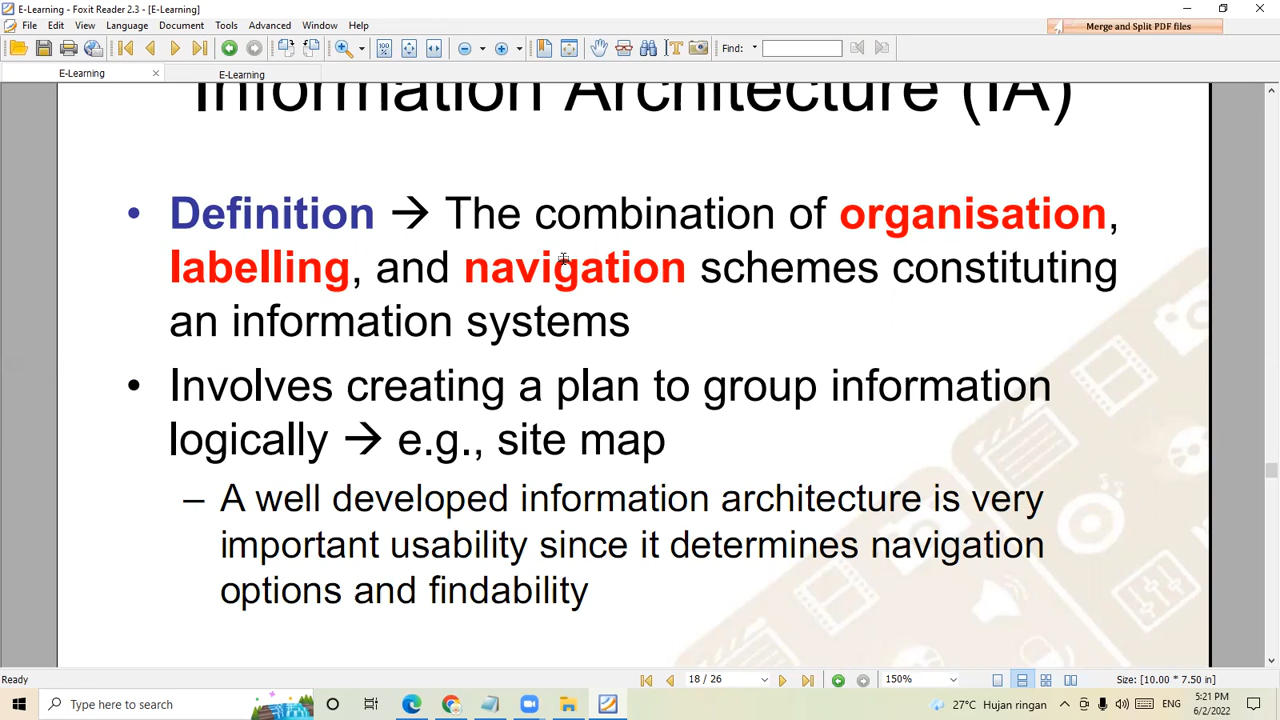 E-Learning - Foxit Reader 2.3 - [E-Learning]
File Edit View Language Document Tools Advanced Window Help
Merge and Split PDF files
Find:
E-Learning × E-Learning
Information Architecture (IA)
• Definition → The combination of organisation,
labelling, and navigation schemes constituting
an information systems
• Involves creating a plan to group information
logically → e.g., site map
– A well developed information architecture is very
important usability since it determines navigation
options and findability
Ready 18 / 26 150% Size: [10.00 * 7.50 in]
Type here to search 27°C Hujan ringan ENG 5:21 PM
6/2/2022